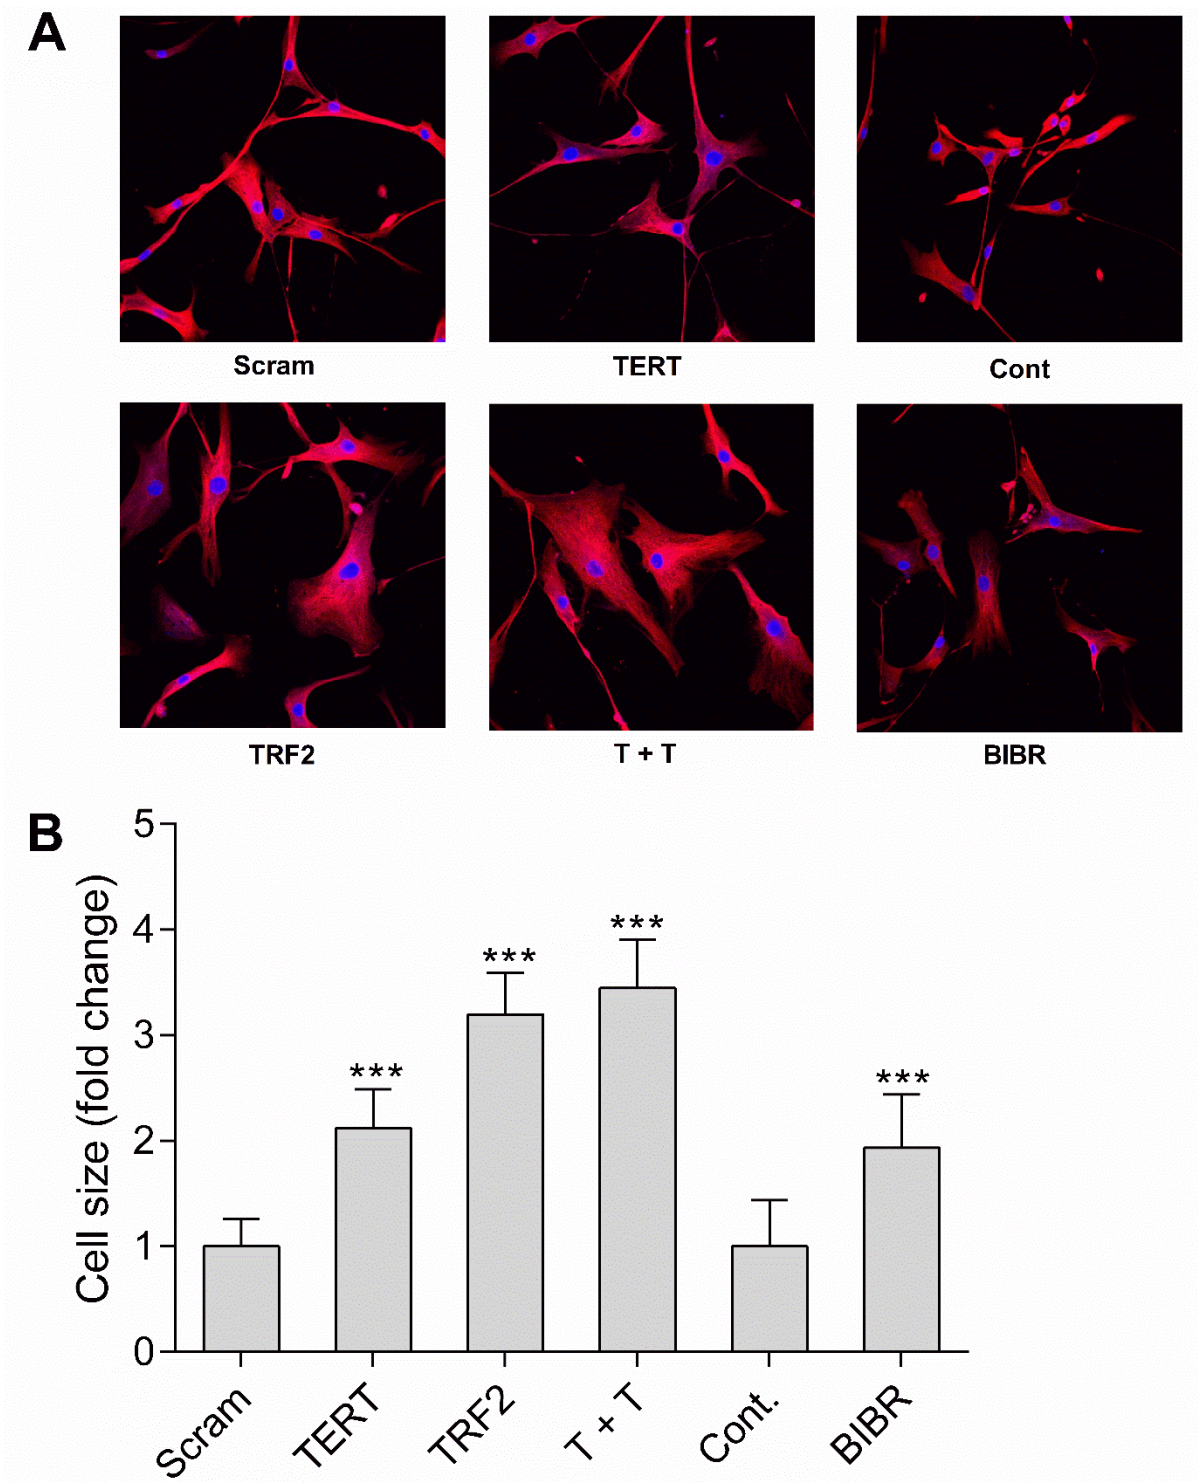 A
Scram
TERT
Cont
TRF2
T + T
BIBR
B
Cell size (fold change)
5
4
3
2
1
0
***
***
***
***
Scram
TERT
TRF2
T + T
Cont.
BIBR